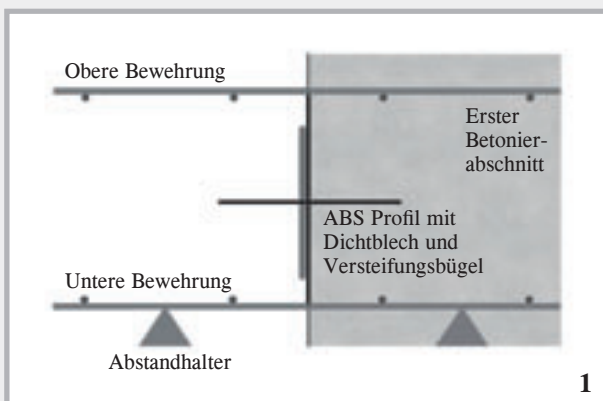 Obere Bewehrung
Erster
Betonier-
abschnitt
ABS Profil mit
Dichtblech und
Versteifungsbügel
Untere Bewehrung
Abstandhalter
1